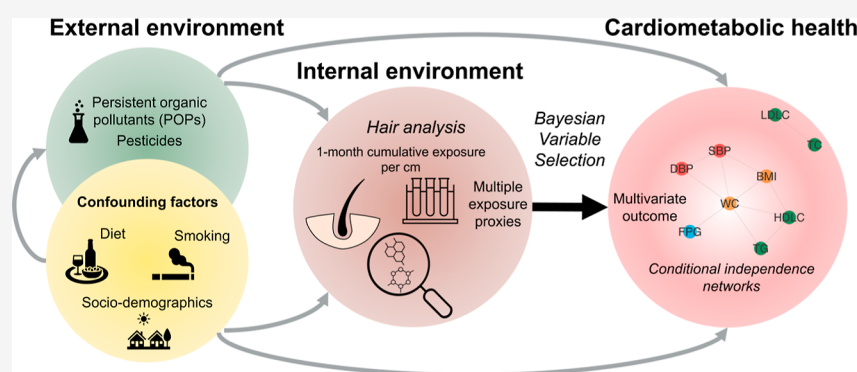 External environment
Cardiometabolic health
Internal environment
Persistent organic
pollutants (POPs)
Pesticides
Confounding factors
Diet
Smoking
Socio-demographics
Hair analysis
1-month cumulative exposure
per cm
Multiple
exposure
proxies
Bayesian
Variable
Selection
LDLC
TC
SBP
DBP
BMI
Multivariate
outcome
WC
HDLC
FPG
TG
Conditional independence
networks